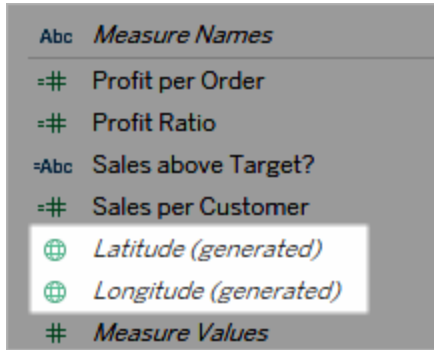 Abc Measure Names
=# Profit per Order
=# Profit Ratio
=Abc Sales above Target?
=# Sales per Customer
Latitude (generated)
Longitude (generated)
# Measure Values